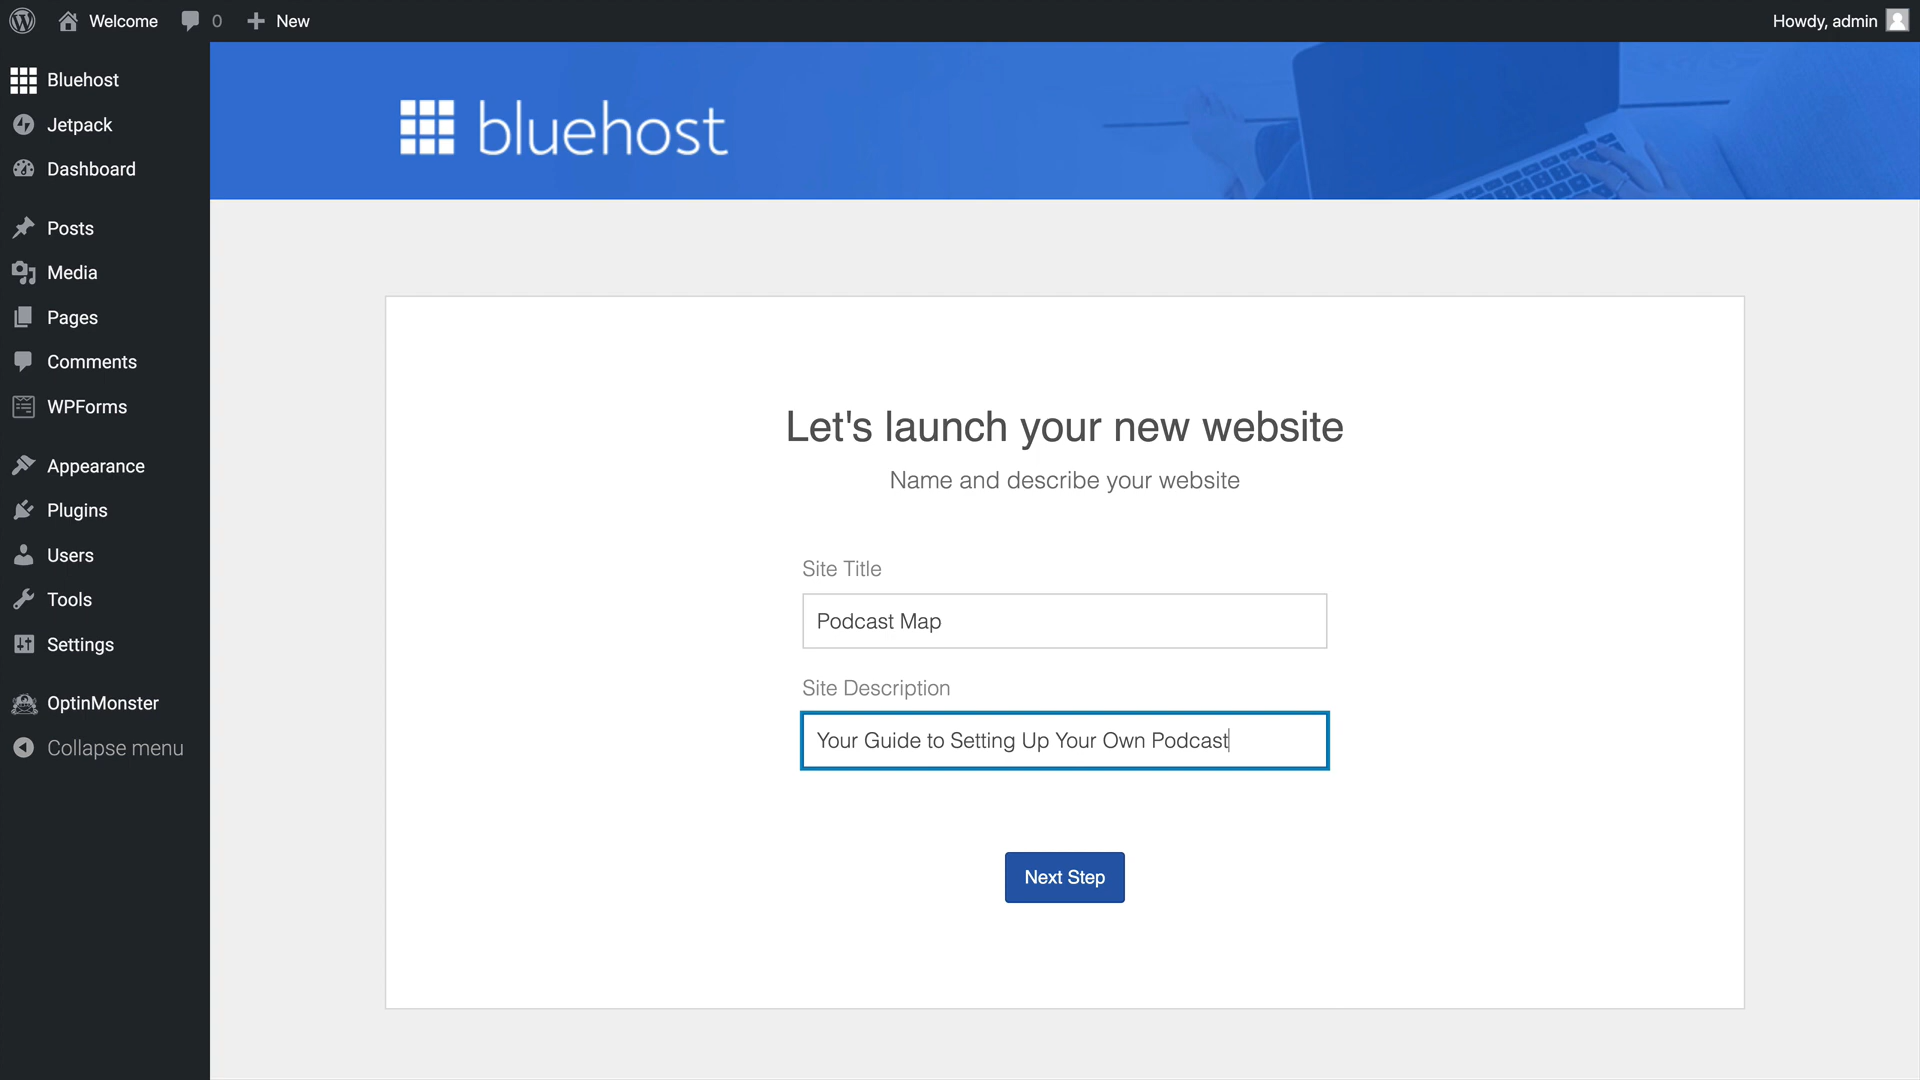 Welcome 0 New
Howdy, admin
Bluehost
Jetpack
Dashboard
Posts
Media
Pages
Comments
WPForms
Appearance
Plugins
Users
Tools
Settings
OptinMonster
Collapse menu
bluehost
Let's launch your new website
Name and describe your website
Site Title
Podcast Map
Site Description
Your Guide to Setting Up Your Own Podcast
Next Step